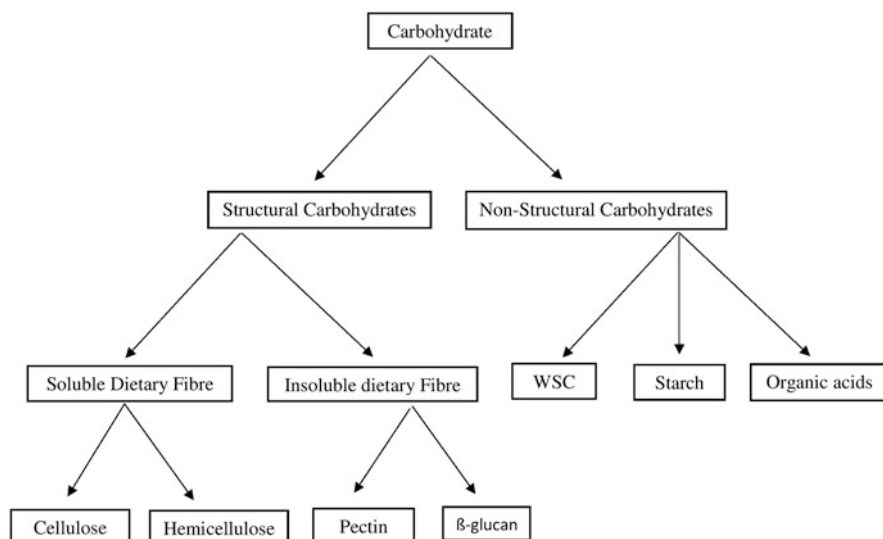 Carbohydrate
Structural Carbohydrates
Non-Structural Carbohydrates
Soluble Dietary Fibre
Insoluble dietary Fibre
WSC
Starch
Organic acids
Cellulose
Hemicellulose
Pectin
ß-glucan